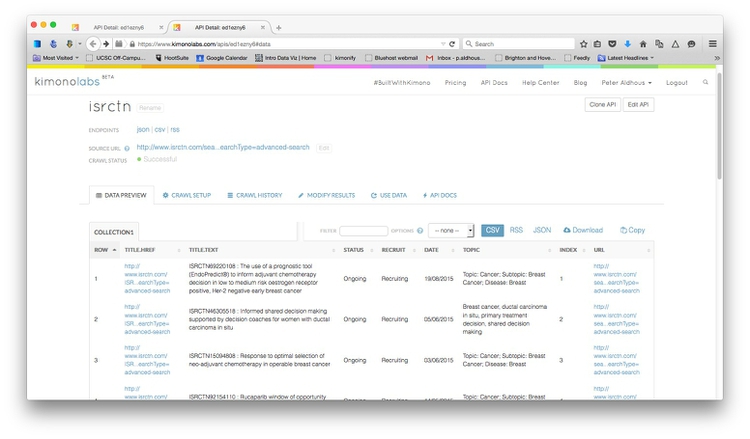 API Detail: ed1ezny6
API Detail: ed1ezny6
https://www.kimonolabs.com/apis/ed1ezny6#data
Search
Most Visited
UCSC Off-Campu...
HootSuite
Google Calendar
Intro Data Viz | Home
kimonify
Bluehost webmail
Inbox - p.aldhous...
Brighton and Hove...
Feedly
Latest Headlines
kimonolabs BETA
#BuiltWithKimono
Pricing
API Docs
Help Center
Blog
Peter Aldhous
Logout
isrctn
Rename
Clone API
Edit API
ENDPOINTS
json | csv | rss
SOURCE URL
http://www.isrctn.com/sea...earchType=advanced-search
Edit
CRAWL STATUS
Successful
DATA PREVIEW
CRAWL SETUP
CRAWL HISTORY
MODIFY RESULTS
USE DATA
API DOCS
COLLECTION1
FILTER
OPTIONS
-- none --
CSV
RSS
JSON
Download
Copy
ROW
TITLE.HREF
TITLE.TEXT
STATUS
RECRUIT
DATE
TOPIC
INDEX
URL
1
http://
www.isrctn.com/
ISR...earchType=
advanced-search
ISRCTN69220108 : The use of a prognostic tool
(EndoPredict®) to inform adjuvant chemotherapy
decision in low to medium risk oestrogen receptor
positive, Her-2 negative early breast cancer
Ongoing
Recruiting
19/06/2015
Topic: Cancer; Subtopic: Breast
Cancer; Disease: Breast
1
http://
www.isrctn.com/
sea...earchType=
advanced-search
2
http://
www.isrctn.com/
ISR...earchType=
advanced-search
ISRCTN46305518 : Informed shared decision making
supported by decision coaches for women with ductal
carcinoma in situ
Ongoing
Recruiting
05/06/2015
Breast cancer, ductal carcinoma
in situ, primary treatment
decision, shared decision
making
2
http://
www.isrctn.com/
sea...earchType=
advanced-search
3
http://
www.isrctn.com/
ISR...earchType=
advanced-search
ISRCTN15094808 : Response to optimal selection of
neo-adjuvant chemotherapy in operable breast cancer
Ongoing
Recruiting
03/06/2015
Topic: Cancer; Subtopic: Breast
Cancer; Disease: Breast
3
http://
www.isrctn.com/
sea...earchType=
advanced-search
http://
ISRCTN92154110 : Rucaparib window of opportunity
Topic: Cancer; Subtopic: Breast
http://